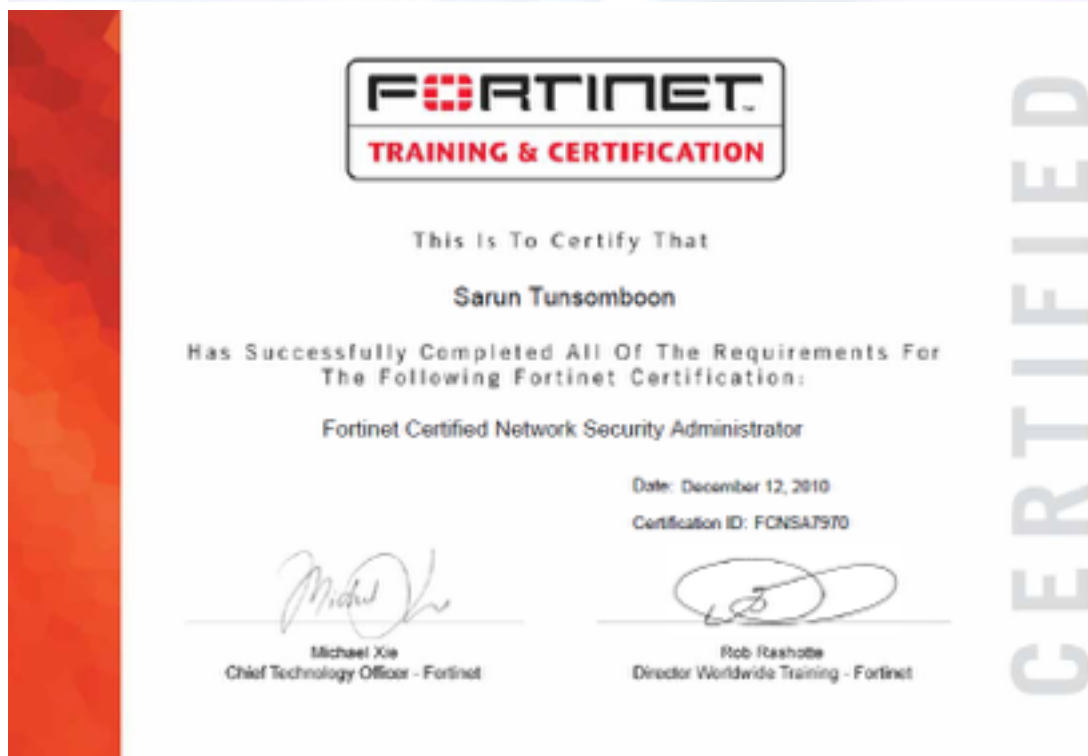 FORTINET
TRAINING & CERTIFICATION
This Is To Certify That
Sarun Tunsomboon
Has Successfully Completed All Of The Requirements For
The Following Fortinet Certification:
Fortinet Certified Network Security Administrator
Date: December 12, 2010
Certification ID: FCNSA7970
Michael Xie
Chief Technology Officer - Fortinet
Rob Rashotte
Director Worldwide Training - Fortinet
CERTIFIED